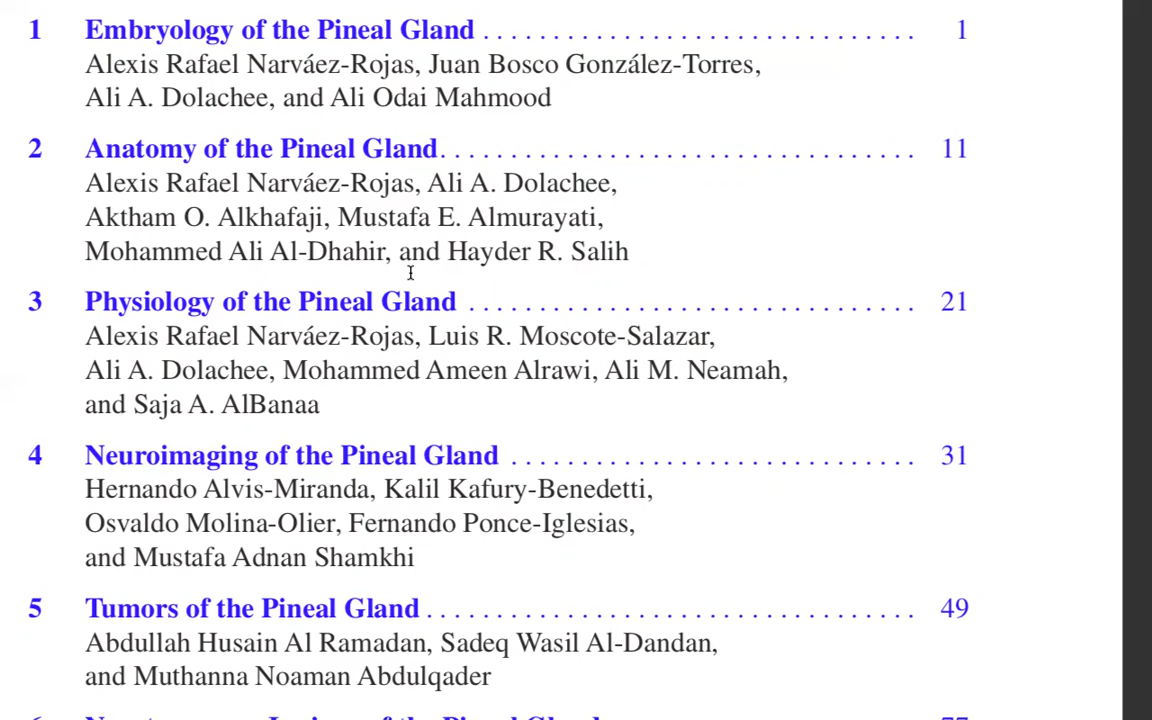 1 Embryology of the Pineal Gland . . . . . . . . . . . . . . . . . . . . . . . . . . . . . . . 1
Alexis Rafael Narváez-Rojas, Juan Bosco González-Torres,
Ali A. Dolachee, and Ali Odai Mahmood
2 Anatomy of the Pineal Gland. . . . . . . . . . . . . . . . . . . . . . . . . . . . . . . . . . 11
Alexis Rafael Narváez-Rojas, Ali A. Dolachee,
Aktham O. Alkhafaji, Mustafa E. Almurayati,
Mohammed Ali Al-Dhahir, and Hayder R. Salih
3 Physiology of the Pineal Gland . . . . . . . . . . . . . . . . . . . . . . . . . . . . . . . . 21
Alexis Rafael Narváez-Rojas, Luis R. Moscote-Salazar,
Ali A. Dolachee, Mohammed Ameen Alrawi, Ali M. Neamah,
and Saja A. AlBanaa
4 Neuroimaging of the Pineal Gland . . . . . . . . . . . . . . . . . . . . . . . . . . . . . 31
Hernando Alvis-Miranda, Kalil Kafury-Benedetti,
Osvaldo Molina-Olier, Fernando Ponce-Iglesias,
and Mustafa Adnan Shamkhi
5 Tumors of the Pineal Gland . . . . . . . . . . . . . . . . . . . . . . . . . . . . . . . . . . . 49
Abdullah Husain Al Ramadan, Sadeq Wasil Al-Dandan,
and Muthanna Noaman Abdulqader
of the Pineal Gland